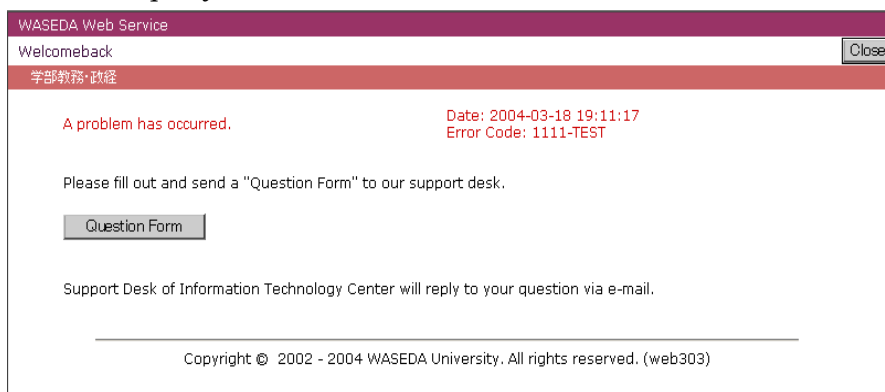 WASEDA Web Service
Welcomeback
Close
学部教務・政経
A problem has occurred.
Date: 2004-03-18 19:11:17
Error Code: 1111-TEST
Please fill out and send a "Question Form" to our support desk.
Question Form
Support Desk of Information Technology Center will reply to your question via e-mail.
Copyright © 2002 - 2004 WASEDA University. All rights reserved. (web303)